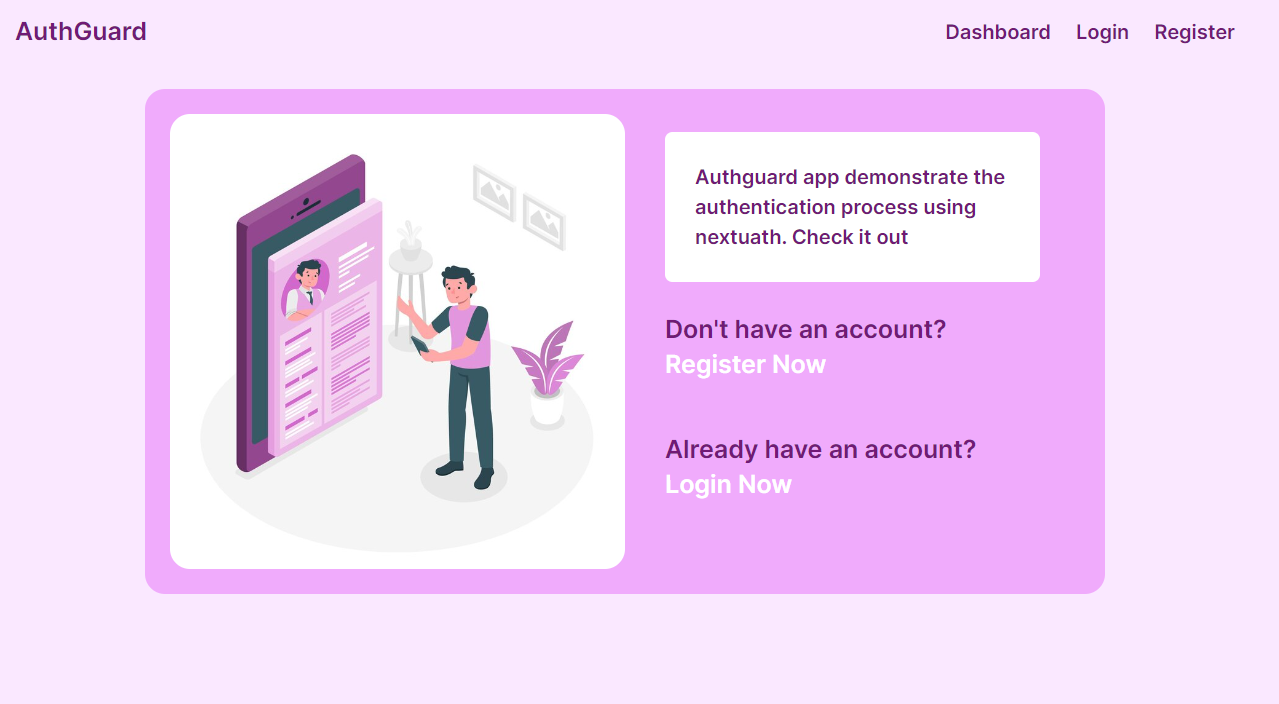 AuthGuard
Dashboard Login Register
Authguard app demonstrate the
authentication process using
nextuath. Check it out
Don't have an account?
Register Now
Already have an account?
Login Now